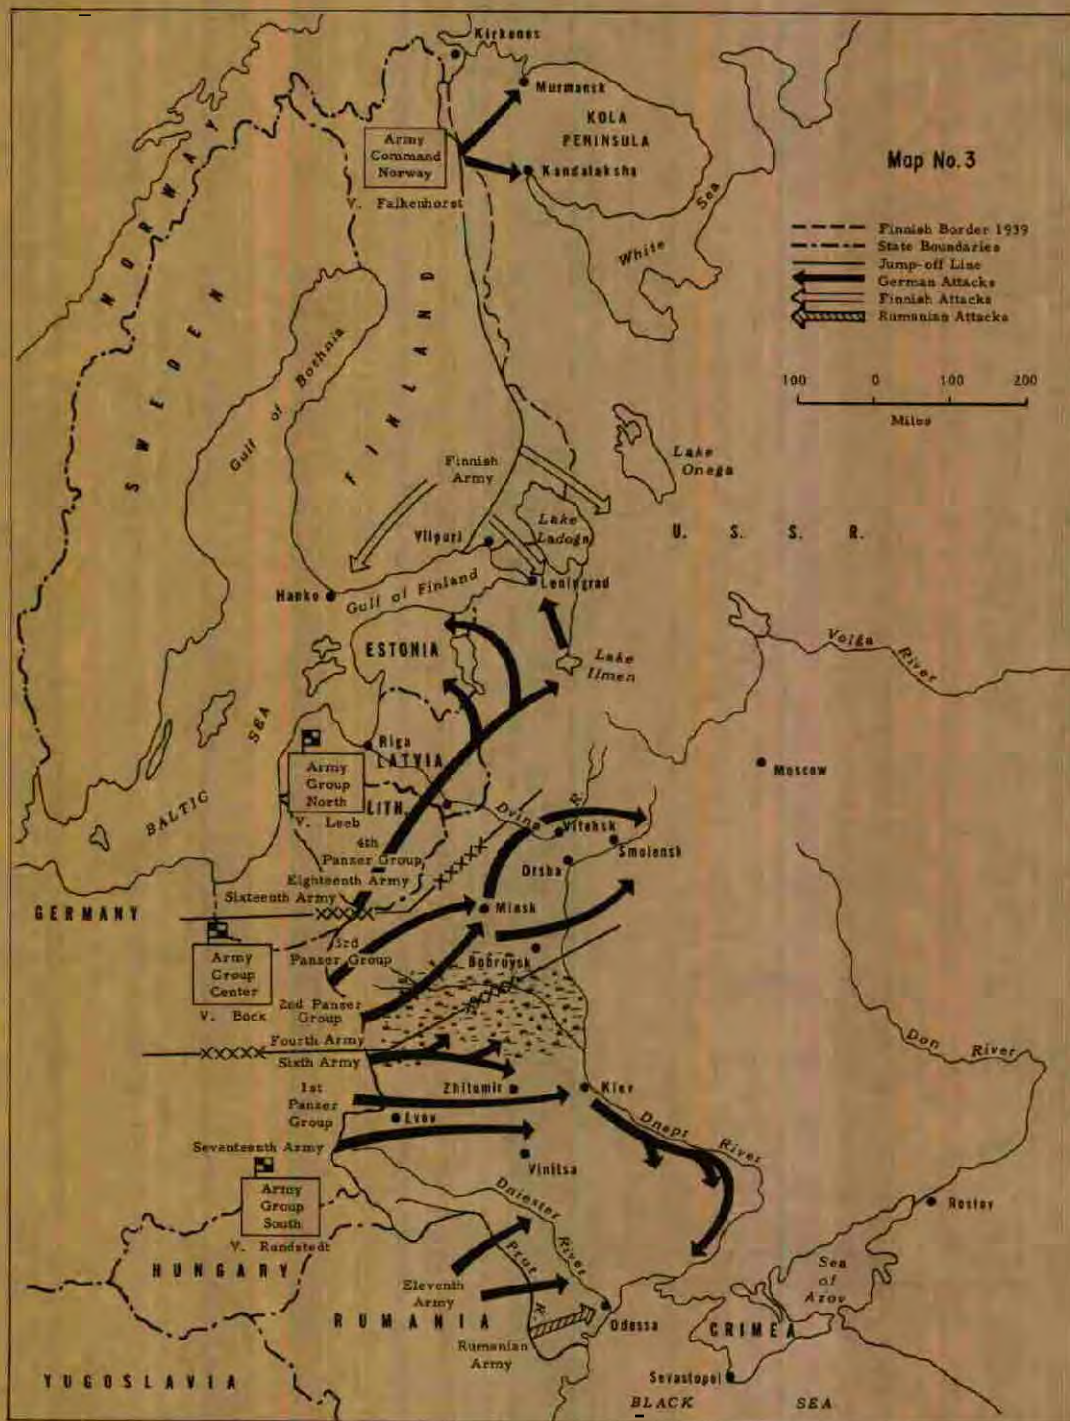 Kirkenes
Murmansk
KOLA
PENINSULA
Map No. 3
Army
Command
Norway
Kandalaksha
V. Falkenhorst
NORWAY
White Sea
Finnish Border 1939
State Boundaries
Jump-off Line
German Attacks
Finnish Attacks
Rumanian Attacks
SWEDEN
FINLAND
Gulf of Bothnia
100 0 100 200
Miles
Finnish
Army
Lake
Onega
Lake
Ladoga
U. S. S. R.
Viipuri
Leningrad
Hanko
Gulf of Finland
ESTONIA
Lake
Ilmen
Volga River
BALTIC SEA
Riga
LATVIA
Army
Group
North
LITH.
V. Leeb
Moscow
Dvina R.
Vitebsk
Smolensk
Orsha
4th
Panzer Group
Eighteenth Army
Sixteenth Army
GERMANY
Minsk
3rd
Panzer Group
Bobruysk
Army
Group
Center
V. Bock
2nd Panzer
Group
Fourth Army
Sixth Army
Don River
1st
Panzer
Group
Zhitomir
Kiev
Lvov
Dnepr River
Seventeenth Army
Vinitsa
Army
Group
South
V. Rundstedt
Dniester River
Rostov
HUNGARY
Prut R.
Eleventh
Army
Sea
of
Azov
RUMANIA
Odessa
CRIMEA
Rumanian
Army
YUGOSLAVIA
Sevastopol
BLACK SEA